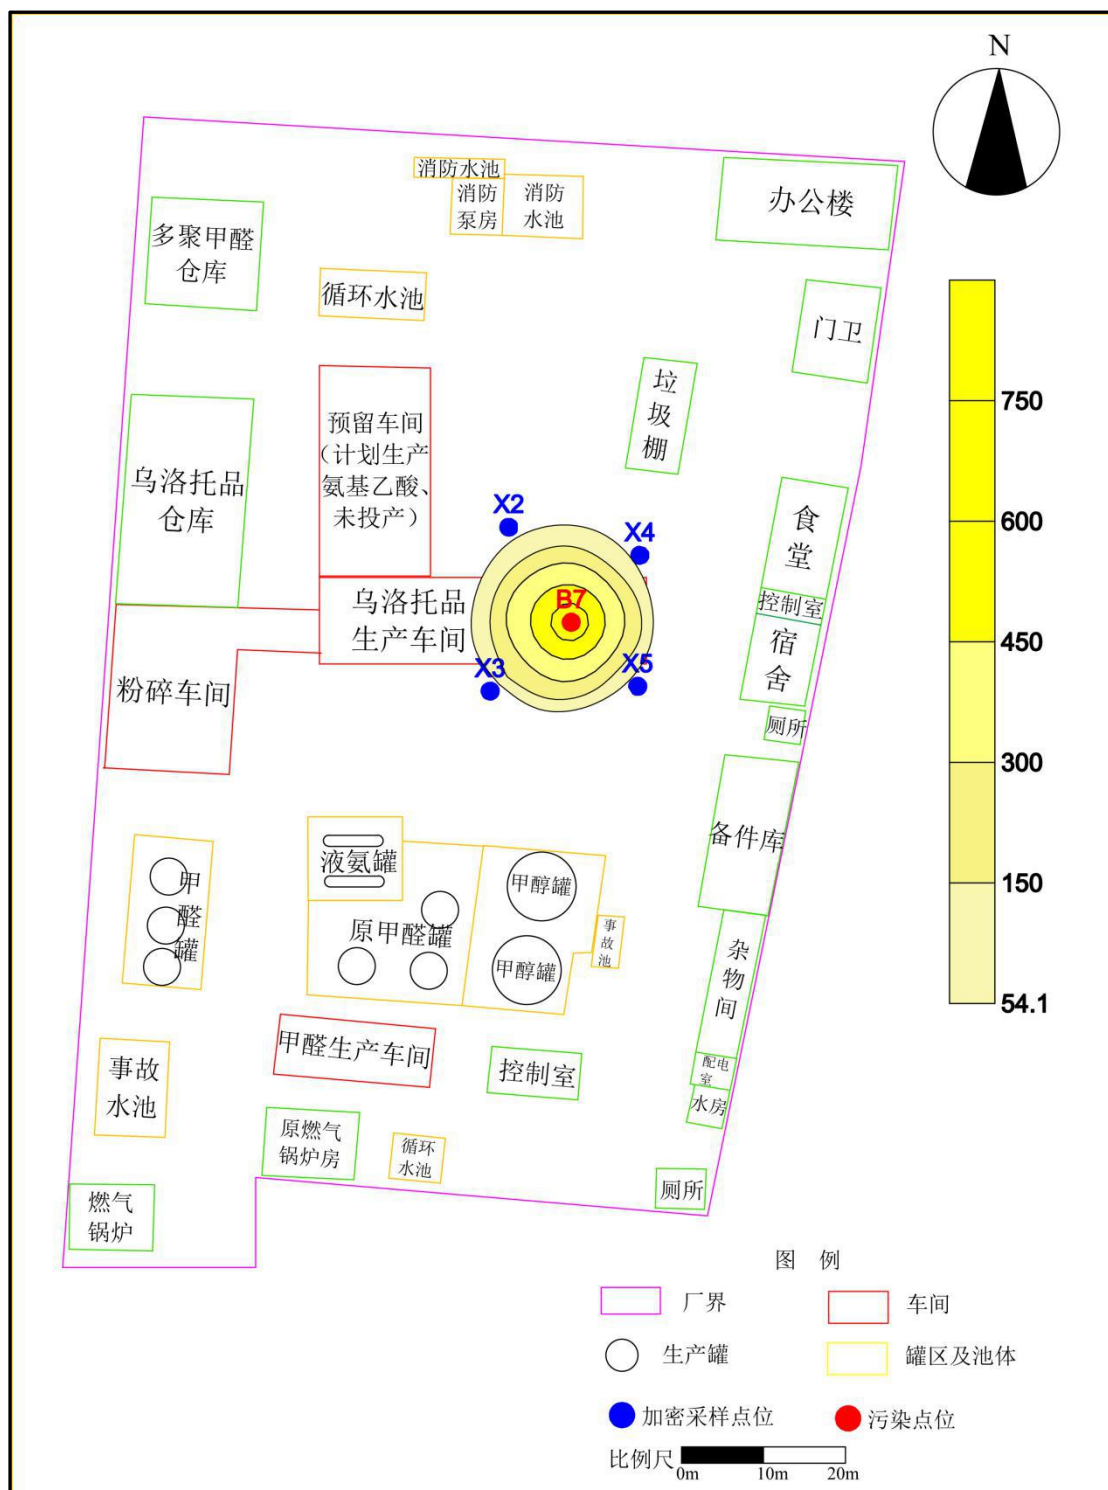 N
消防水池
消防
泵房
消防
水池
办公楼
多聚甲醛
仓库
循环水池
门卫
垃
圾
棚
750
预留车间
（计划生产
氨基乙酸、
未投产）
乌洛托品
仓库
X2
X4
食
堂
600
乌洛托品
生产车间
B7
控制室
宿
舍
450
X3
X5
粉碎车间
厕所
300
备件库
液氨罐
甲
醛
罐
甲醇罐
150
原甲醛罐
事
故
池
甲醇罐
杂
物
间
54.1
甲醛生产车间
控制室
配电
室
事故
水池
水房
原燃气
锅炉房
循环
水池
厕所
燃气
锅炉
图 例
厂界
车间
生产罐
罐区及池体
加密采样点位
污染点位
比例尺
0m 10m 20m